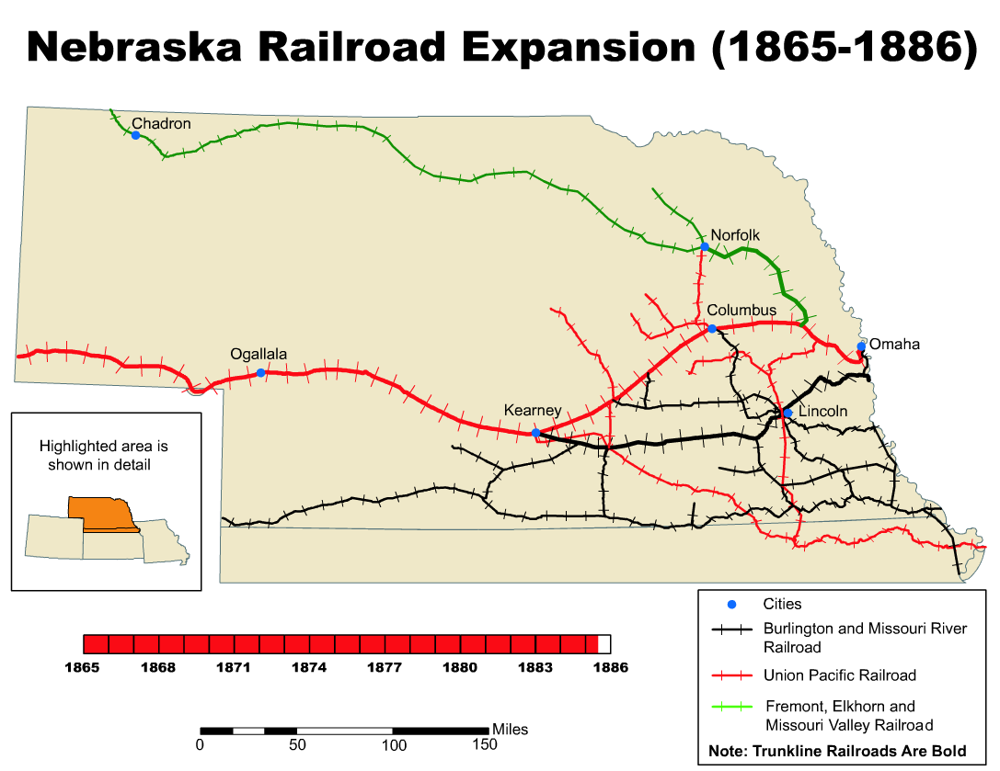 Nebraska Railroad Expansion (1865-1886)
Chadron
Norfolk
Columbus
Omaha
Ogallala
Kearney
Lincoln
Highlighted area is
shown in detail
1865 1868 1871 1874 1877 1880 1883 1886
Miles
0 50 100 150
Cities
Burlington and Missouri River
Railroad
Union Pacific Railroad
Fremont, Elkhorn and
Missouri Valley Railroad
Note: Trunkline Railroads Are Bold